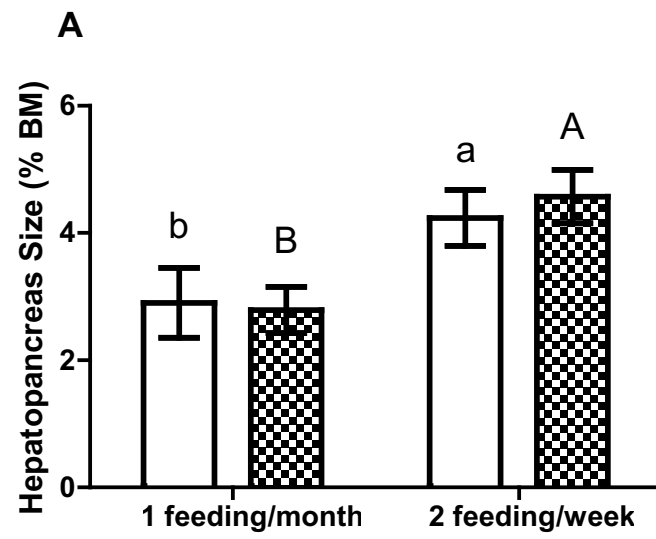 A
Hepatopancreas Size (% BM)
6
4
2
0
b
B
a
A
1 feeding/month
2 feeding/week